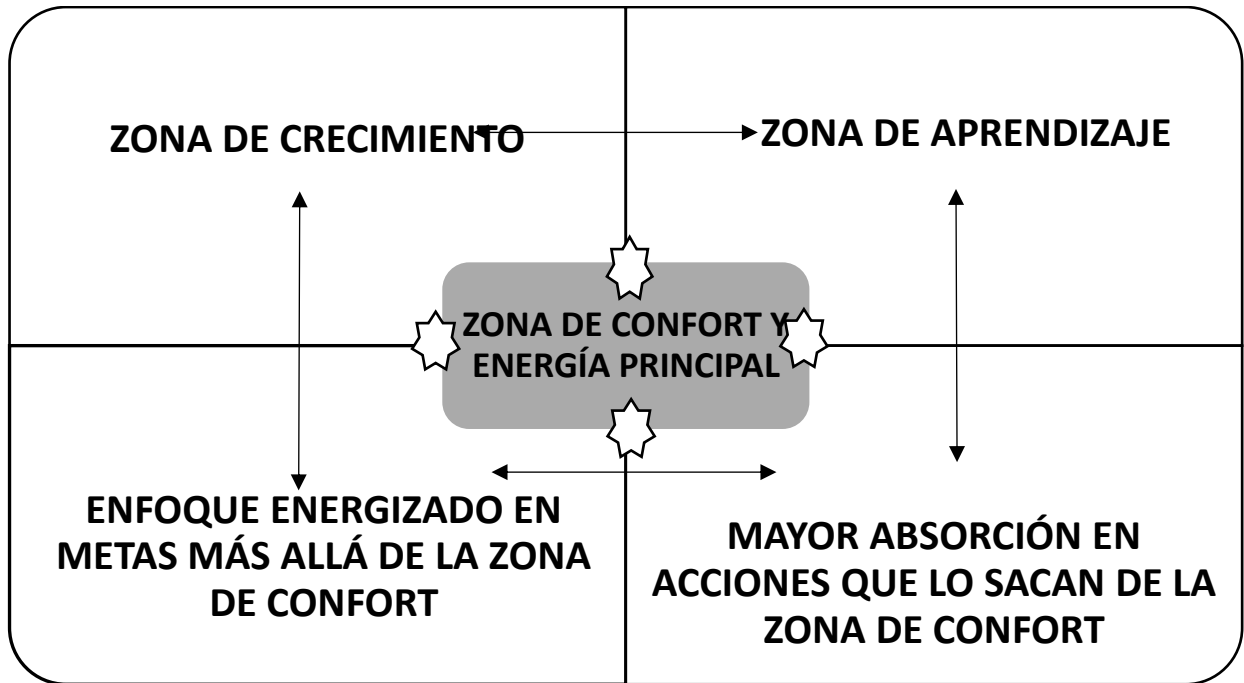 ZONA DE CRECIMIENTO
ZONA DE APRENDIZAJE
ZONA DE CONFORT Y
ENERGÍA PRINCIPAL
ENFOQUE ENERGIZADO EN
METAS MÁS ALLÁ DE LA ZONA
DE CONFORT
MAYOR ABSORCIÓN EN
ACCIONES QUE LO SACAN DE LA
ZONA DE CONFORT